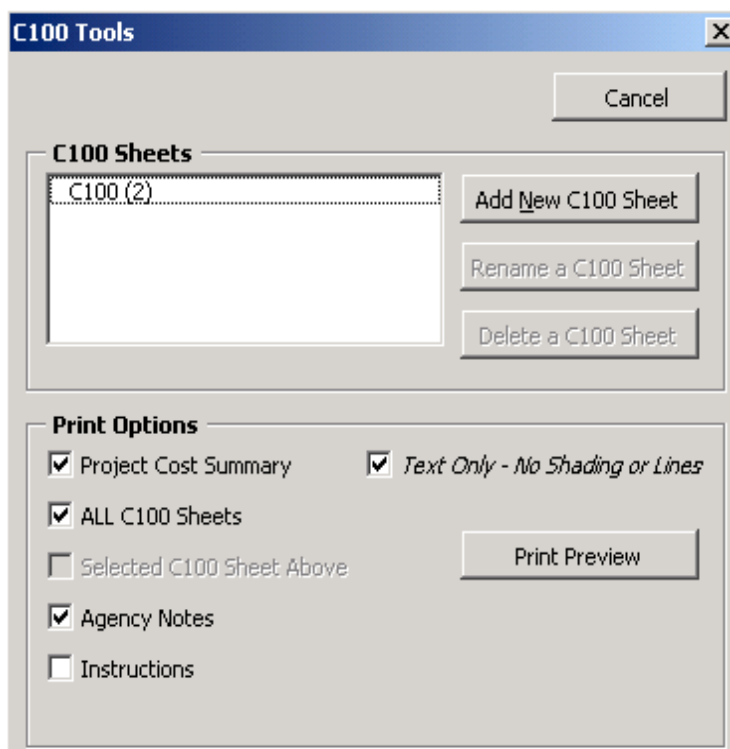 C100 Tools
Cancel
C100 Sheets
C100 (2)
Add New C100 Sheet
Rename a C100 Sheet
Delete a C100 Sheet
Print Options
Project Cost Summary
Text Only - No Shading or Lines
ALL C100 Sheets
Selected C100 Sheet Above
Print Preview
Agency Notes
Instructions